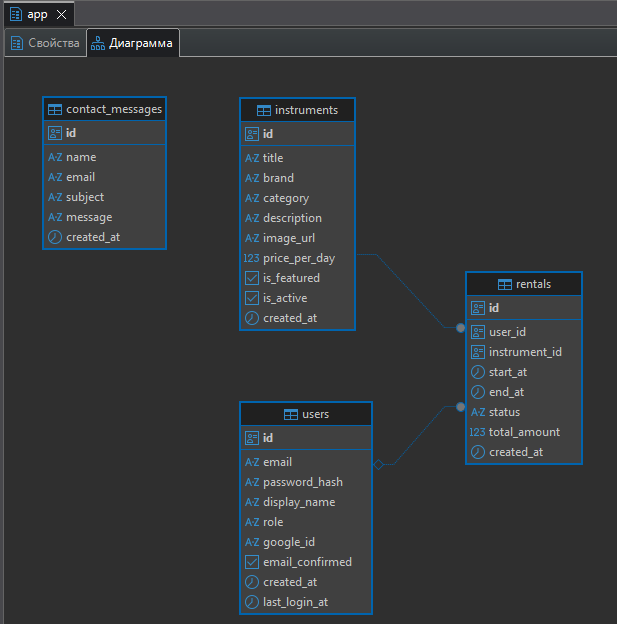 app
Свойства
Диаграмма
contact_messages
id
name
email
subject
message
created_at
instruments
id
title
brand
category
description
image_url
123 price_per_day
is_featured
is_active
created_at
rentals
id
user_id
instrument_id
start_at
end_at
status
123 total_amount
created_at
users
id
email
password_hash
display_name
role
google_id
email_confirmed
created_at
last_login_at